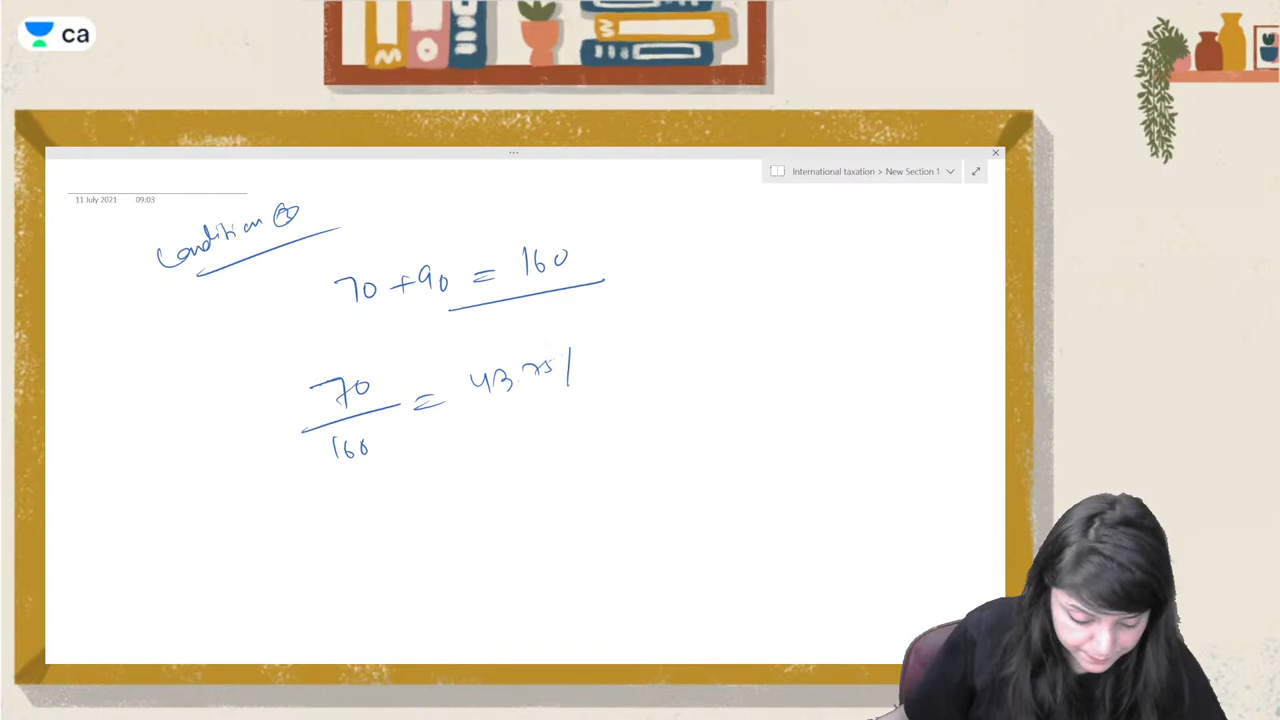 ca
International taxation > New Section 1
11 July 2021 09:03
Condition
70 + 90 = 160
70
160
= 43.75%